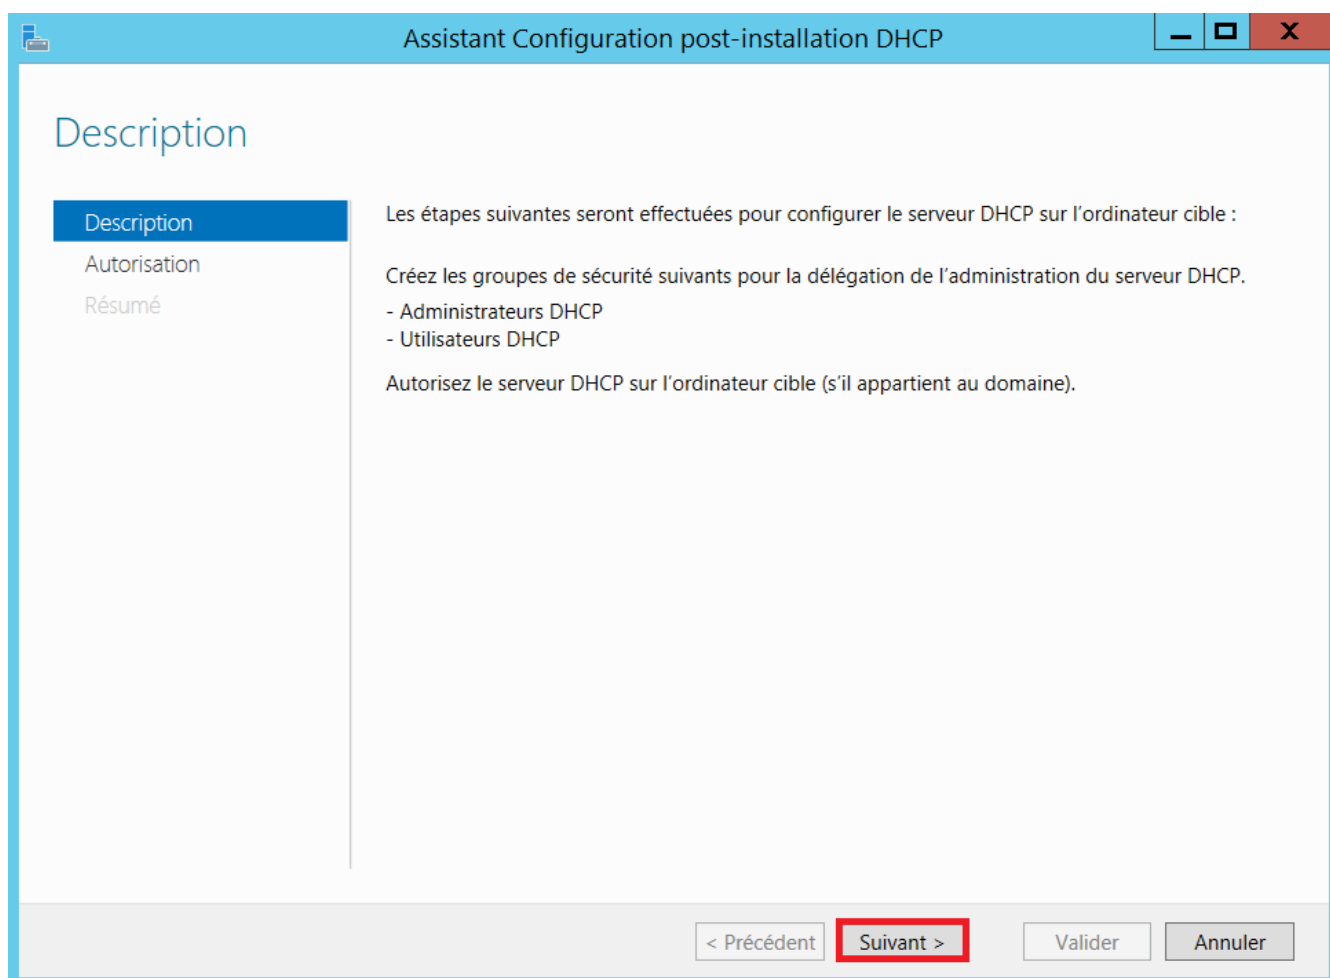 Assistant Configuration post-installation DHCP
Description
Description
Autorisation
Résumé
Les étapes suivantes seront effectuées pour configurer le serveur DHCP sur l’ordinateur cible :
Créez les groupes de sécurité suivants pour la délégation de l’administration du serveur DHCP.
- Administrateurs DHCP
- Utilisateurs DHCP
Autorisez le serveur DHCP sur l’ordinateur cible (s’il appartient au domaine).
< Précédent Suivant > Valider Annuler